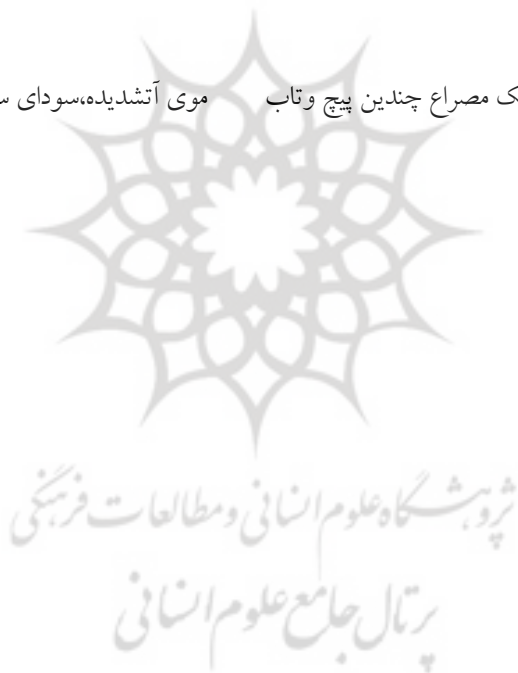 ک مصراع چندین پیچ وتاب موی آتشدیده،سودای س
پژوهشگاه علوم انسانی و مطالعات فرهنگی
پرتال جامع علوم انسانی